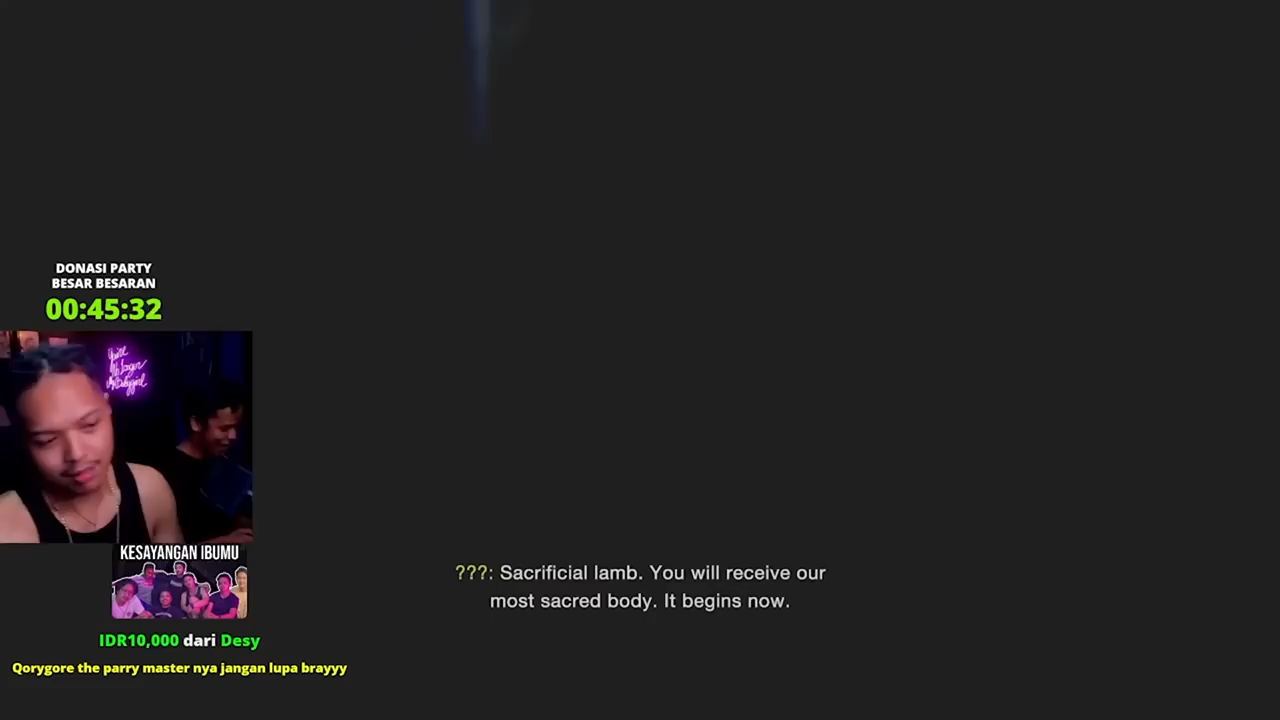 DONASI PARTY
BESAR BESARAN
00:45:32
KESAYANGAN IBUMU
???: Sacrificial lamb. You will receive our
most sacred body. It begins now.
IDR10,000 dari Desy
Qorygore the parry master nya jangan lupa brayyy